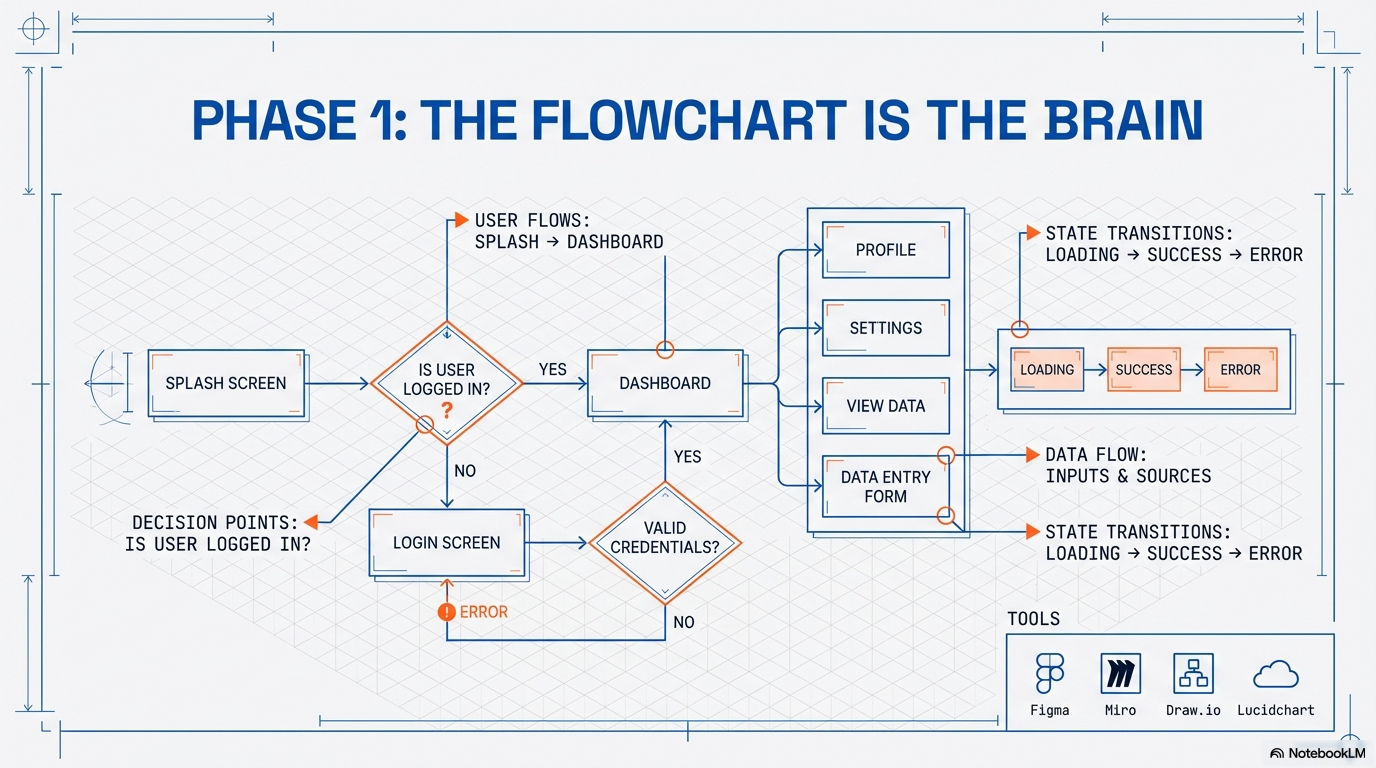 PHASE 1: THE FLOWCHART IS THE BRAIN
USER FLOWS:
SPLASH → DASHBOARD
SPLASH SCREEN
IS USER
LOGGED IN?
?
YES
NO
DECISION POINTS:
IS USER LOGGED IN?
LOGIN SCREEN
! ERROR
VALID
CREDENTIALS?
YES
NO
DASHBOARD
PROFILE
SETTINGS
VIEW DATA
DATA ENTRY
FORM
STATE TRANSITIONS:
LOADING → SUCCESS → ERROR
LOADING
SUCCESS
ERROR
DATA FLOW:
INPUTS & SOURCES
STATE TRANSITIONS:
LOADING → SUCCESS → ERROR
TOOLS
Figma
Miro
Draw.io
Lucidchart
NotebookLM